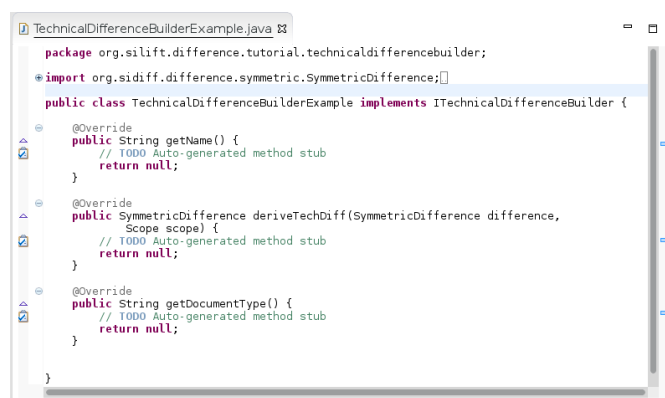 TechnicalDifferenceBuilderExample.java
package org.silift.difference.tutorial.technicaldifferencebuilder;
import org.sidiff.difference.symmetric.SymmetricDifference;
public class TechnicalDifferenceBuilderExample implements ITechnicalDifferenceBuilder {
@Override
public String getName() {
// TODO Auto-generated method stub
return null;
}
@Override
public SymmetricDifference deriveTechDiff(SymmetricDifference difference,
Scope scope) {
// TODO Auto-generated method stub
return null;
}
@Override
public String getDocumentType() {
// TODO Auto-generated method stub
return null;
}
}